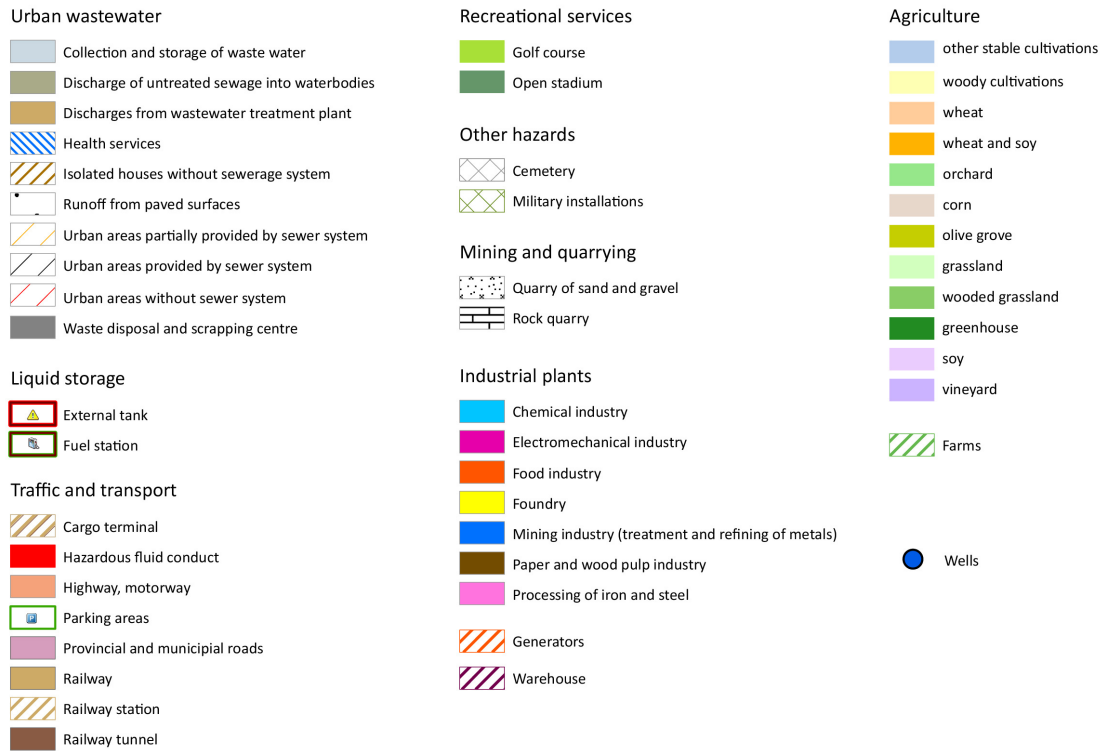 Urban wastewater
Collection and storage of waste water
Discharge of untreated sewage into waterbodies
Discharges from wastewater treatment plant
Health services
Isolated houses without sewerage system
Runoff from paved surfaces
Urban areas partially provided by sewer system
Urban areas provided by sewer system
Urban areas without sewer system
Waste disposal and scrapping centre
Liquid storage
External tank
Fuel station
Traffic and transport
Cargo terminal
Hazardous fluid conduct
Highway, motorway
P
Parking areas
Provincial and municipial roads
Railway
Railway station
Railway tunnel
Recreational services
Golf course
Open stadium
Other hazards
Cemetery
Military installations
Mining and quarrying
Quarry of sand and gravel
Rock quarry
Industrial plants
Chemical industry
Electromechanical industry
Food industry
Foundry
Mining industry (treatment and refining of metals)
Paper and wood pulp industry
Processing of iron and steel
Generators
Warehouse
Agriculture
other stable cultivations
woody cultivations
wheat
wheat and soy
orchard
corn
olive grove
grassland
wooded grassland
greenhouse
soy
vineyard
Farms
Wells